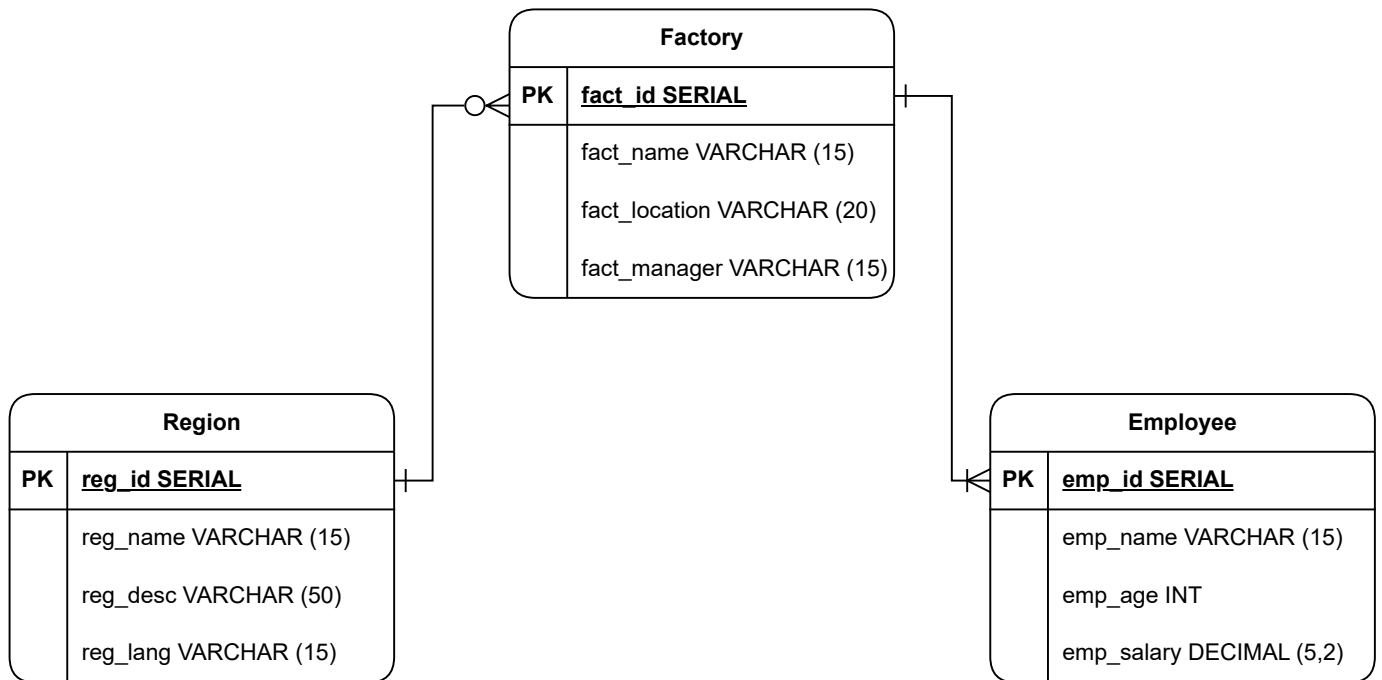 Factory
PK fact_id SERIAL
fact_name VARCHAR (15)
fact_location VARCHAR (20)
fact_manager VARCHAR (15)
Region
PK reg_id SERIAL
reg_name VARCHAR (15)
reg_desc VARCHAR (50)
reg_lang VARCHAR (15)
Employee
PK emp_id SERIAL
emp_name VARCHAR (15)
emp_age INT
emp_salary DECIMAL (5,2)